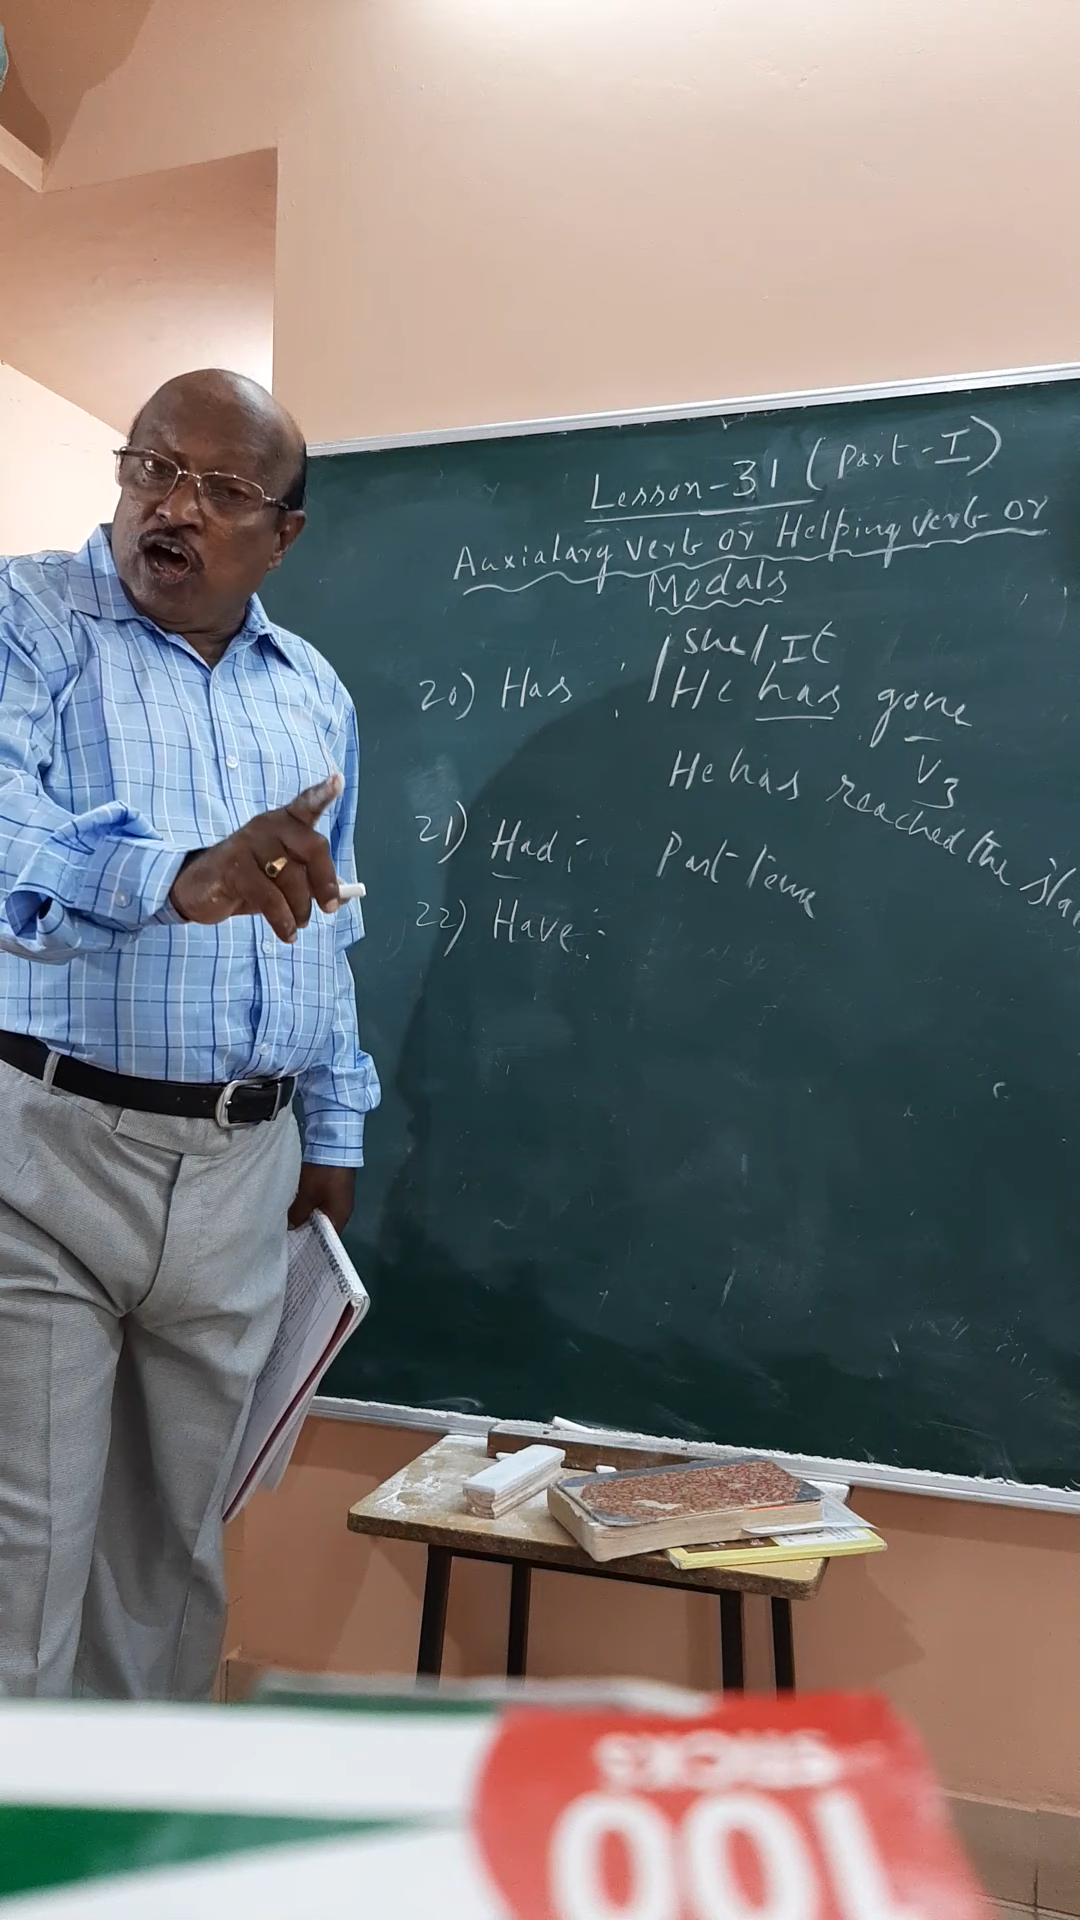 Lesson-31 (Part-I)
Auxialary verb or Helping verb or
Modals
She/It
20) Has : He has gone
V3
He has reached the
21) Had : Past Tense
22) Have :
STICKS
100